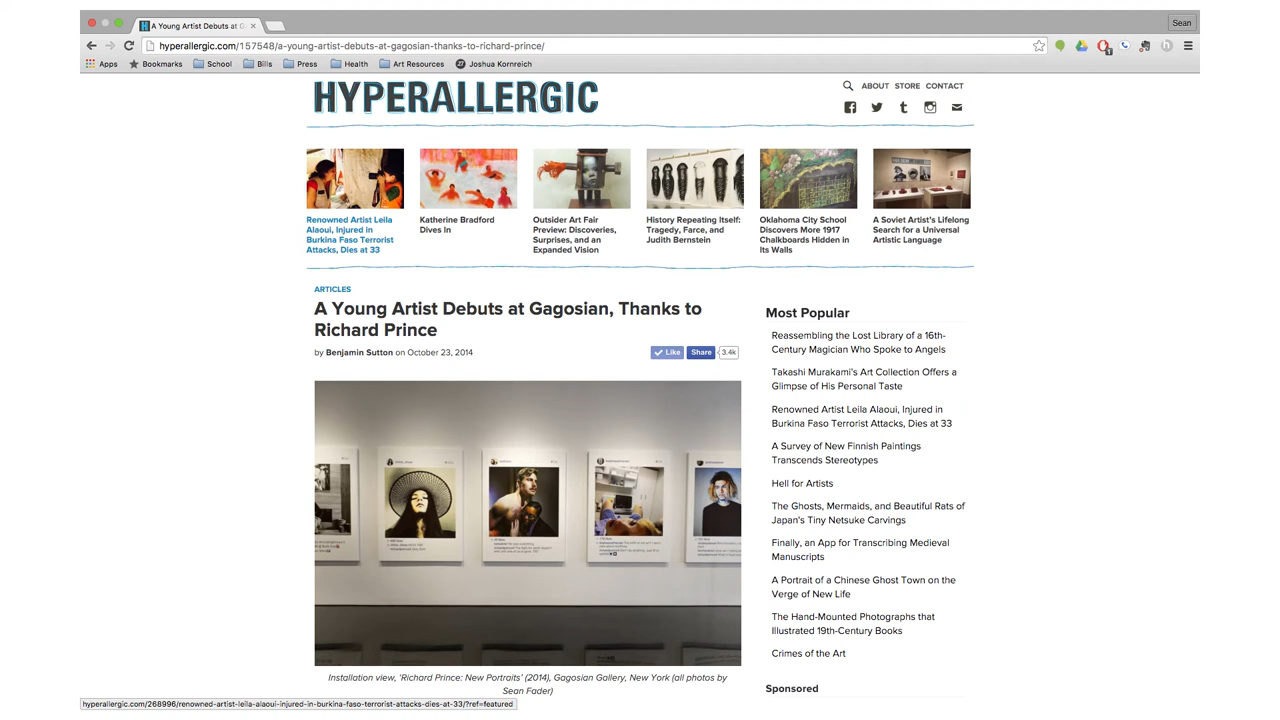 A Young Artist Debuts at G
Sean
hyperallergic.com/157548/a-young-artist-debuts-at-gagosian-thanks-to-richard-prince/
Apps Bookmarks School Bills Press Health Art Resources Joshua Kornreich
HYPERALLERGIC
ABOUT STORE CONTACT
Renowned Artist Leila
Alaoui, Injured in
Burkina Faso Terrorist
Attacks, Dies at 33
Katherine Bradford
Dives In
Outsider Art Fair
Preview: Discoveries,
Surprises, and an
Expanded Vision
History Repeating Itself:
Tragedy, Farce, and
Judith Bernstein
Oklahoma City School
Discovers More 1917
Chalkboards Hidden in
Its Walls
A Soviet Artist's Lifelong
Search for a Universal
Artistic Language
ARTICLES
A Young Artist Debuts at Gagosian, Thanks to
Richard Prince
by Benjamin Sutton on October 23, 2014
Like Share 3.4k
Installation view, 'Richard Prince: New Portraits' (2014), Gagosian Gallery, New York (all photos by
Sean Fader)
Most Popular
Reassembling the Lost Library of a 16th-
Century Magician Who Spoke to Angels
Takashi Murakami's Art Collection Offers a
Glimpse of His Personal Taste
Renowned Artist Leila Alaoui, Injured in
Burkina Faso Terrorist Attacks, Dies at 33
A Survey of New Finnish Paintings
Transcends Stereotypes
Hell for Artists
The Ghosts, Mermaids, and Beautiful Rats of
Japan's Tiny Netsuke Carvings
Finally, an App for Transcribing Medieval
Manuscripts
A Portrait of a Chinese Ghost Town on the
Verge of New Life
The Hand-Mounted Photographs that
Illustrated 19th-Century Books
Crimes of the Art
Sponsored
hyperallergic.com/268996/renowned-artist-leila-alaoui-injured-in-burkina-faso-terrorist-attacks-dies-at-33/?ref=featured